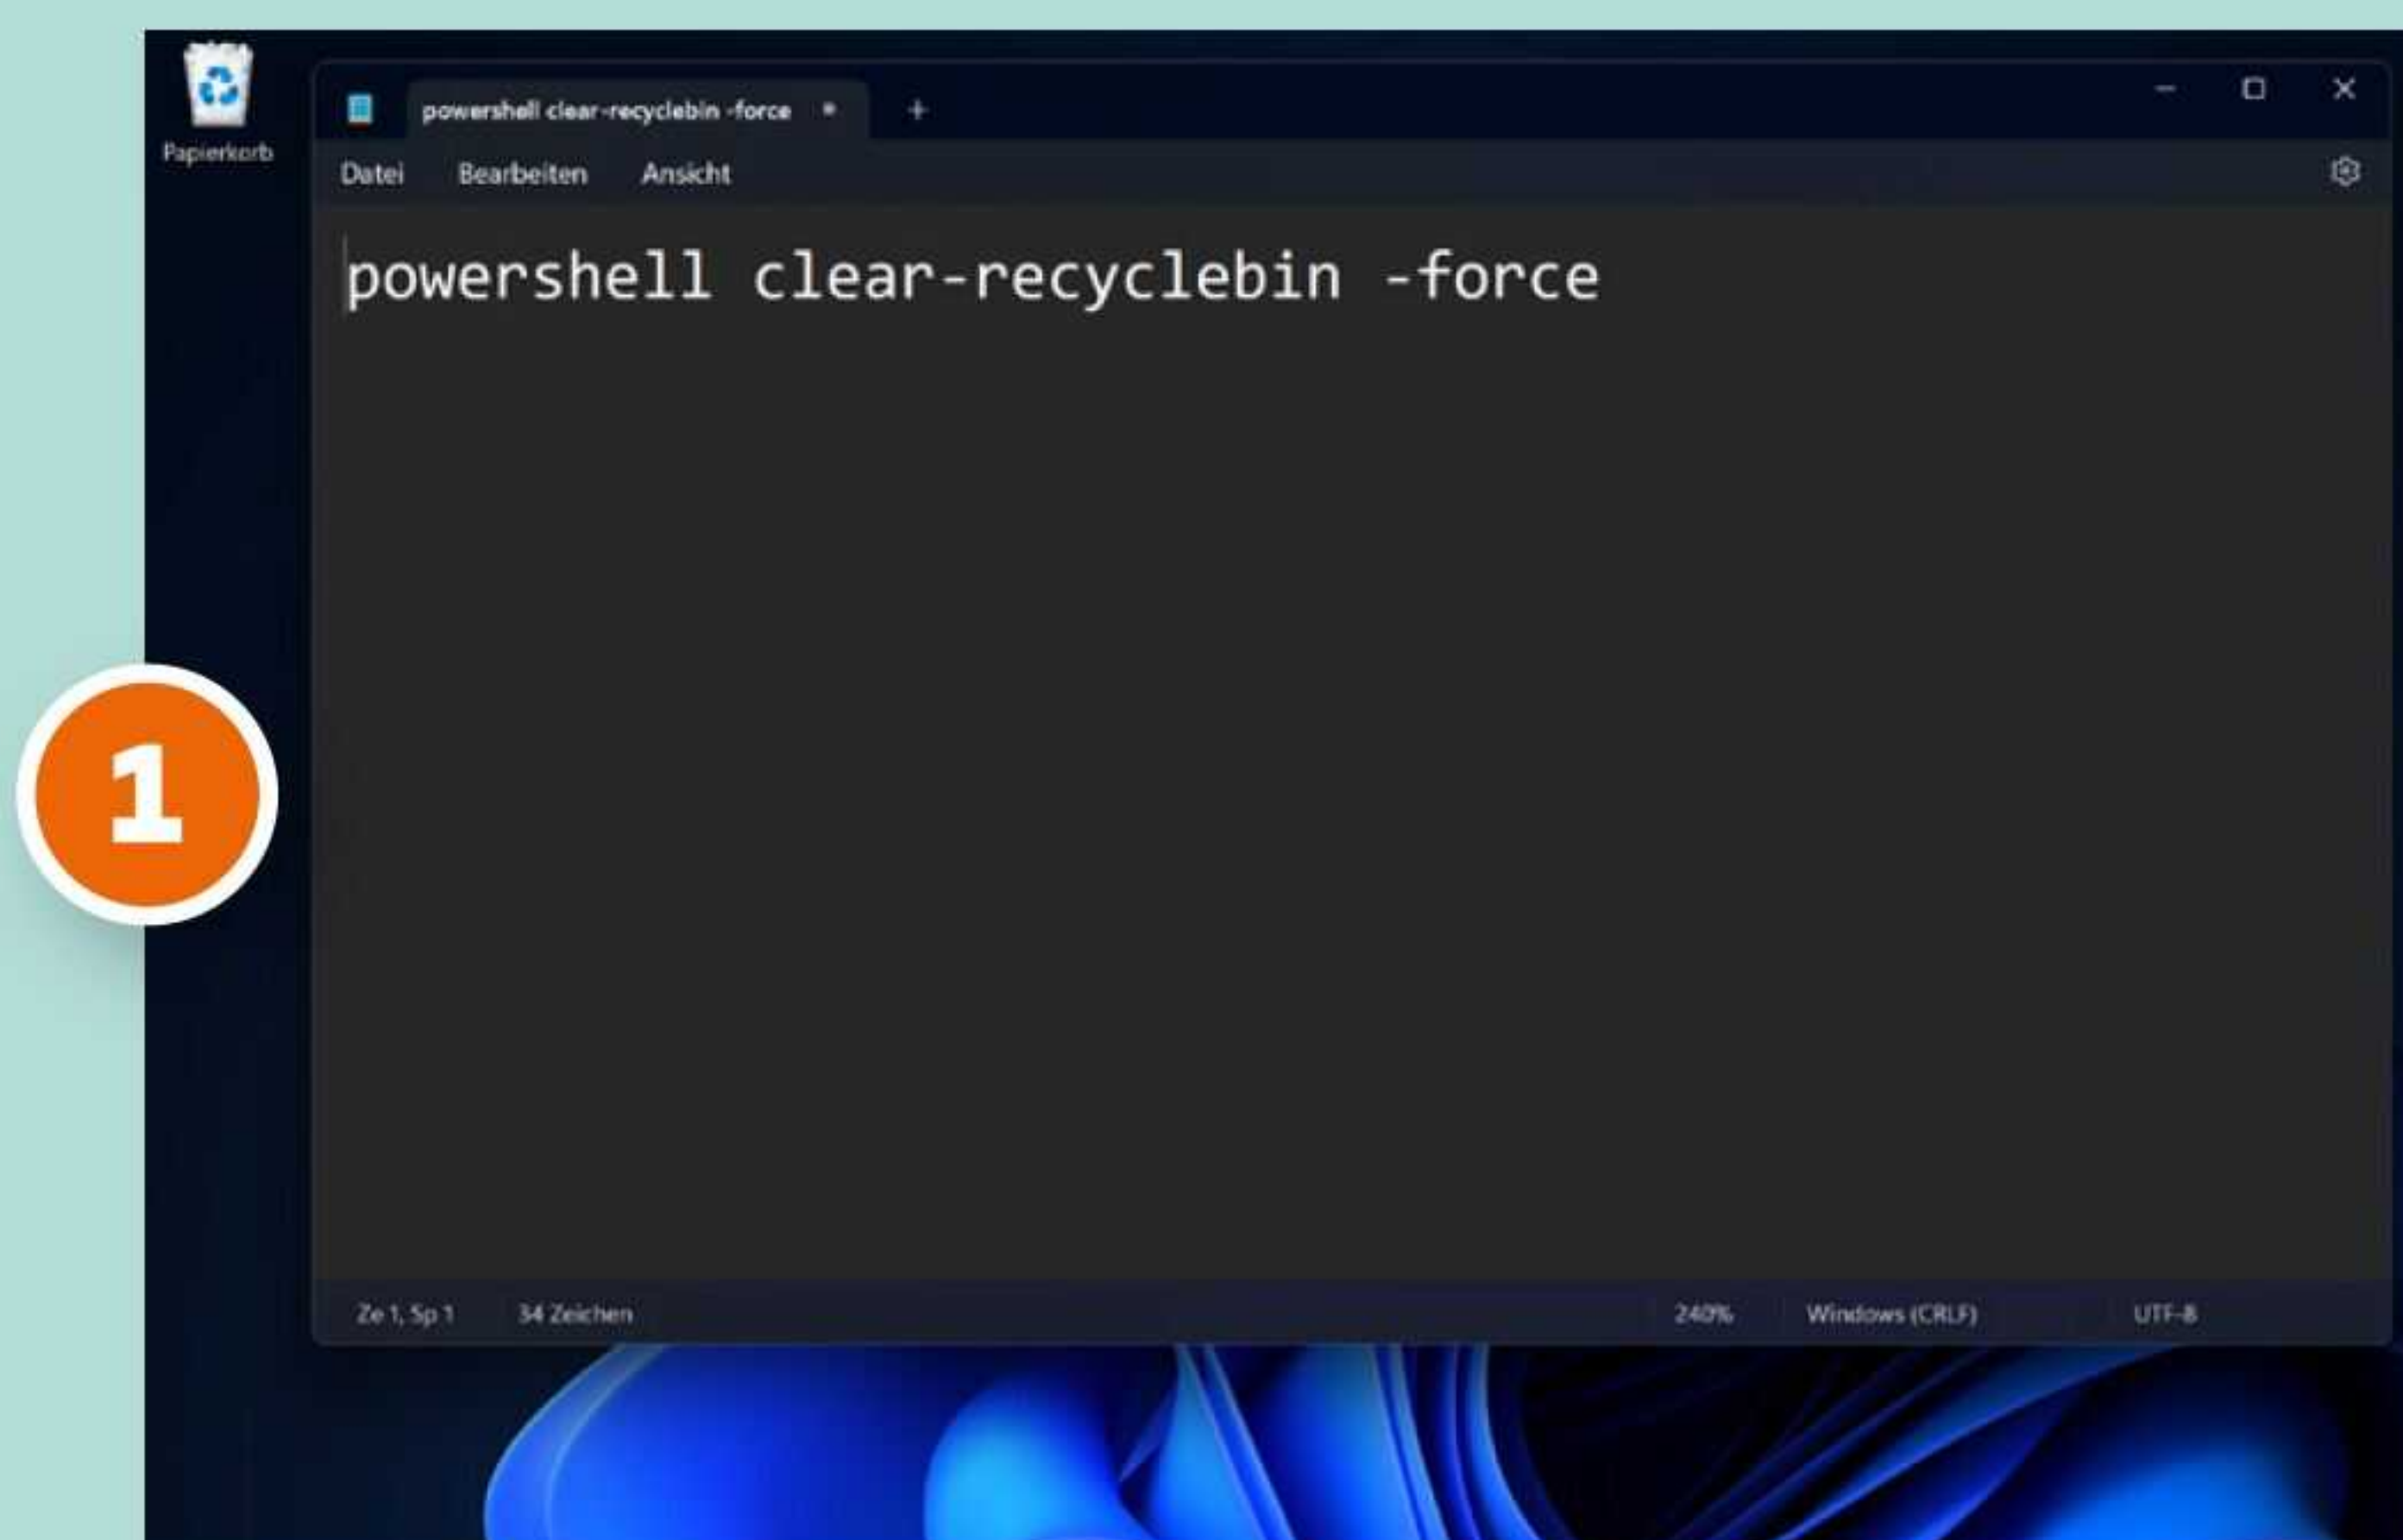 Papierkorb
powershell clear-recyclebin -force
Datei Bearbeiten Ansicht
powershell clear-recyclebin -force
1
Ze 1, Sp 1 34 Zeichen 240% Windows (CRLF) UTF-8